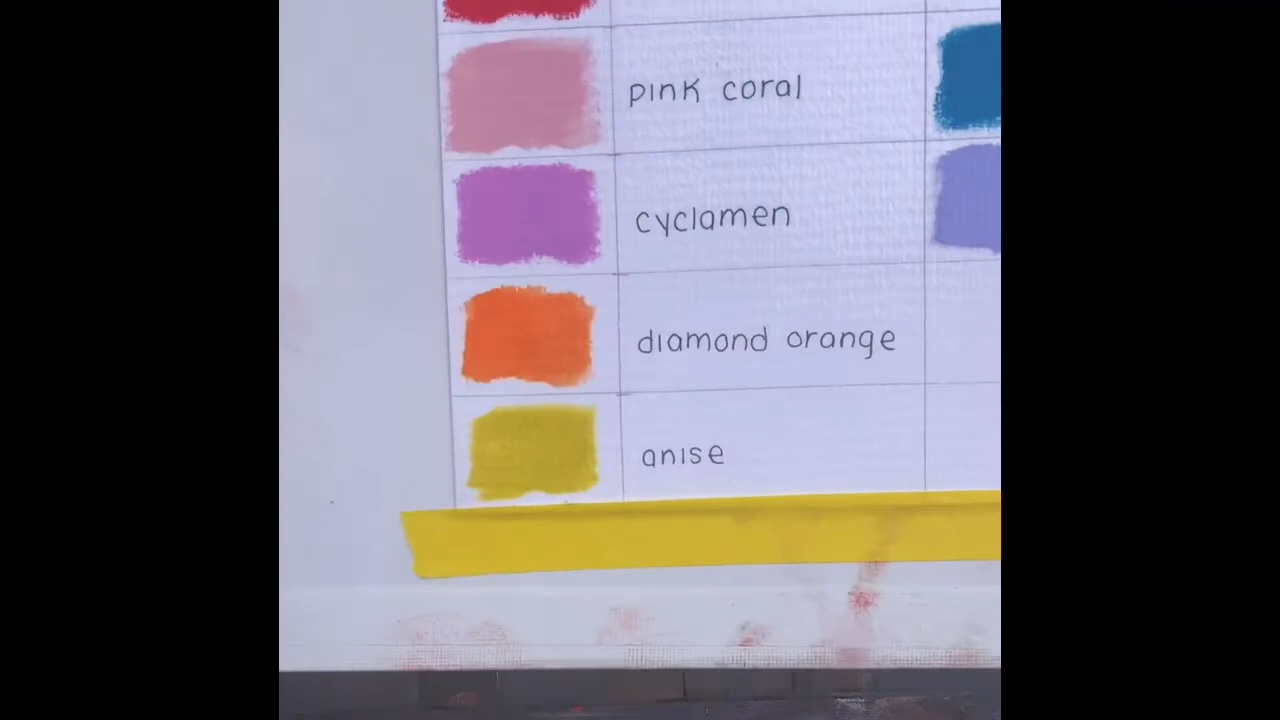 pink coral
cyclamen
diamond orange
anise